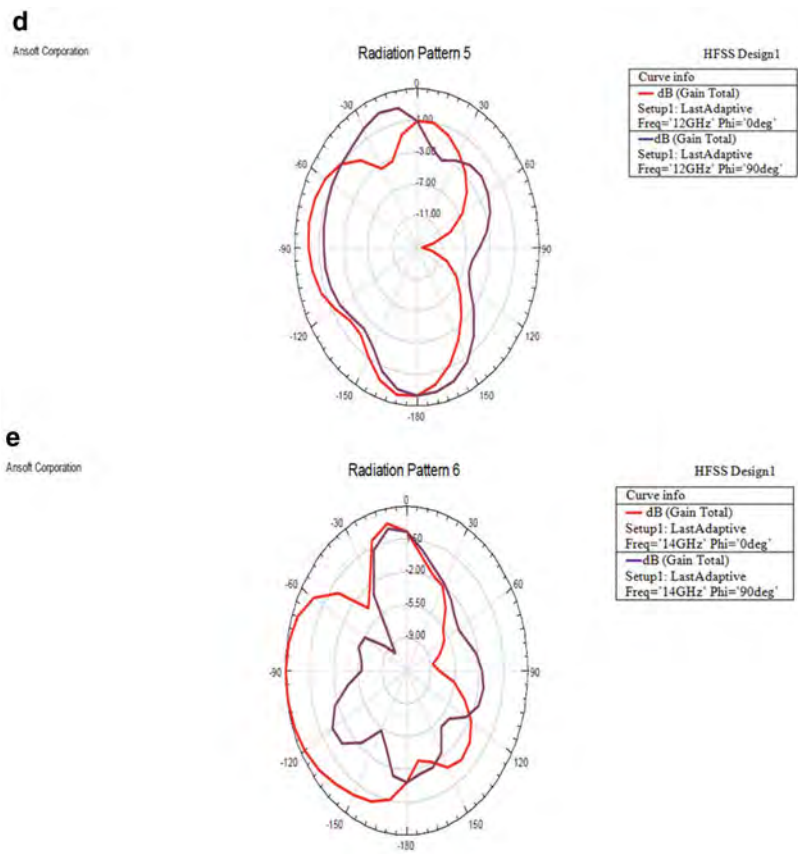 d
Ansoft Corporation
Radiation Pattern 5
HFSS Design1
Curve info
dB (Gain Total)
Setup1: LastAdaptive
Freq='12GHz' Phi='0deg'
dB (Gain Total)
Setup1: LastAdaptive
Freq='12GHz' Phi='90deg'
0
-30
30
1.00
-3.00
-60
60
-7.00
-11.00
-90
90
-120
120
-150
150
-180
e
Ansoft Corporation
Radiation Pattern 6
HFSS Design1
Curve info
dB (Gain Total)
Setup1: LastAdaptive
Freq='14GHz' Phi='0deg'
dB (Gain Total)
Setup1: LastAdaptive
Freq='14GHz' Phi='90deg'
0
-30
30
-2.00
-60
60
-5.50
-9.00
-90
90
-120
120
-150
150
-180